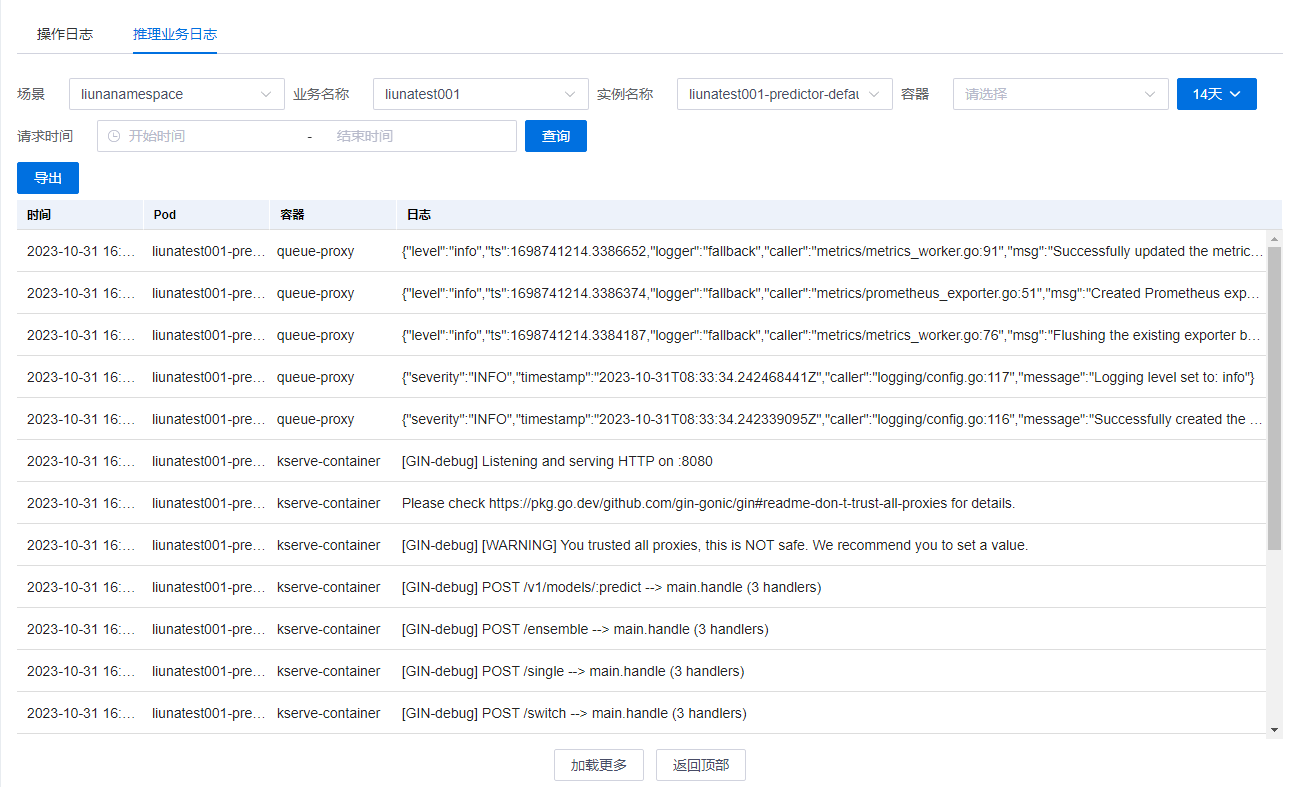 操作日志 推理业务日志
场景 liunanamespace 业务名称 liunatest001 实例名称 liunatest001-predictor-defau 容器 请选择 14天
请求时间 开始时间 - 结束时间 查询
导出
时间 Pod 容器 日志
2023-10-31 16:... liunatest001-pre... queue-proxy {"level":"info","ts":1698741214.3386652,"logger":"fallback","caller":"metrics/metrics_worker.go:91","msg":"Successfully updated the metric...
2023-10-31 16:... liunatest001-pre... queue-proxy {"level":"info","ts":1698741214.3386374,"logger":"fallback","caller":"metrics/prometheus_exporter.go:51","msg":"Created Prometheus exp...
2023-10-31 16:... liunatest001-pre... queue-proxy {"level":"info","ts":1698741214.3384187,"logger":"fallback","caller":"metrics/metrics_worker.go:76","msg":"Flushing the existing exporter b...
2023-10-31 16:... liunatest001-pre... queue-proxy {"severity":"INFO","timestamp":"2023-10-31T08:33:34.242468441Z","caller":"logging/config.go:117","message":"Logging level set to: info"}
2023-10-31 16:... liunatest001-pre... queue-proxy {"severity":"INFO","timestamp":"2023-10-31T08:33:34.242339095Z","caller":"logging/config.go:116","message":"Successfully created the ...
2023-10-31 16:... liunatest001-pre... kserve-container [GIN-debug] Listening and serving HTTP on :8080
2023-10-31 16:... liunatest001-pre... kserve-container Please check https://pkg.go.dev/github.com/gin-gonic/gin#readme-don-t-trust-all-proxies for details.
2023-10-31 16:... liunatest001-pre... kserve-container [GIN-debug] [WARNING] You trusted all proxies, this is NOT safe. We recommend you to set a value.
2023-10-31 16:... liunatest001-pre... kserve-container [GIN-debug] POST /v1/models/:predict --> main.handle (3 handlers)
2023-10-31 16:... liunatest001-pre... kserve-container [GIN-debug] POST /ensemble --> main.handle (3 handlers)
2023-10-31 16:... liunatest001-pre... kserve-container [GIN-debug] POST /single --> main.handle (3 handlers)
2023-10-31 16:... liunatest001-pre... kserve-container [GIN-debug] POST /switch --> main.handle (3 handlers)
加载更多 返回顶部